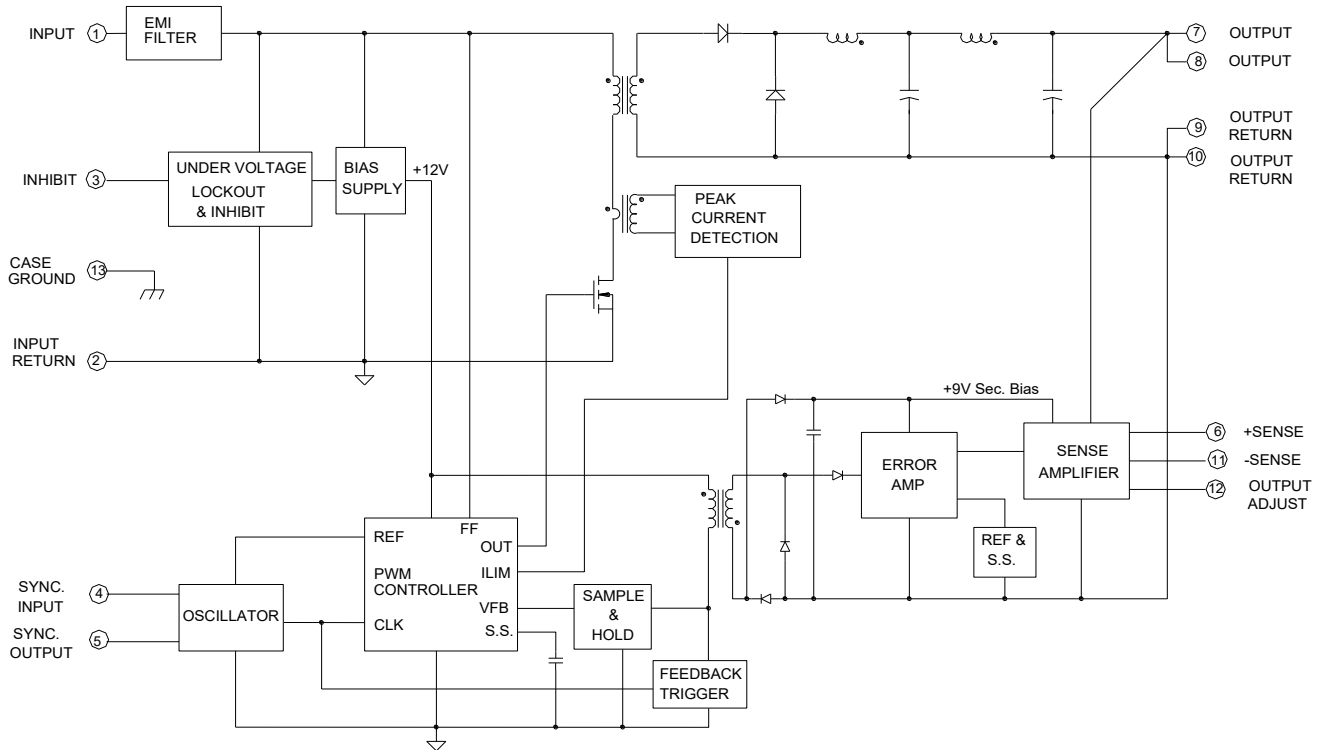 INPUT
1
EMI
FILTER
7
OUTPUT
8
OUTPUT
9
OUTPUT
RETURN
10
OUTPUT
RETURN
INHIBIT
3
UNDER VOLTAGE
LOCKOUT
& INHIBIT
BIAS
SUPPLY
+12V
PEAK
CURRENT
DETECTION
CASE
GROUND
13
INPUT
RETURN
2
+9V Sec. Bias
ERROR
AMP
SENSE
AMPLIFIER
6
+SENSE
11
-SENSE
12
OUTPUT
ADJUST
REF &
S.S.
REF
FF
OUT
PWM
CONTROLLER
ILIM
VFB
CLK
S.S.
SYNC.
INPUT
4
SYNC.
OUTPUT
5
OSCILLATOR
SAMPLE
&
HOLD
FEEDBACK
TRIGGER